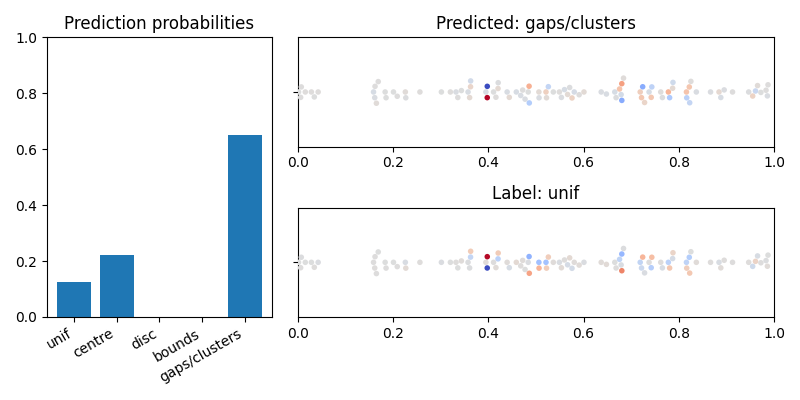 Prediction probabilities
1.0
0.8
0.6
0.4
0.2
0.0
unif
centre
disc
bounds
gaps/clusters
Predicted: gaps/clusters
0.0 0.2 0.4 0.6 0.8 1.0
Label: unif
0.0 0.2 0.4 0.6 0.8 1.0